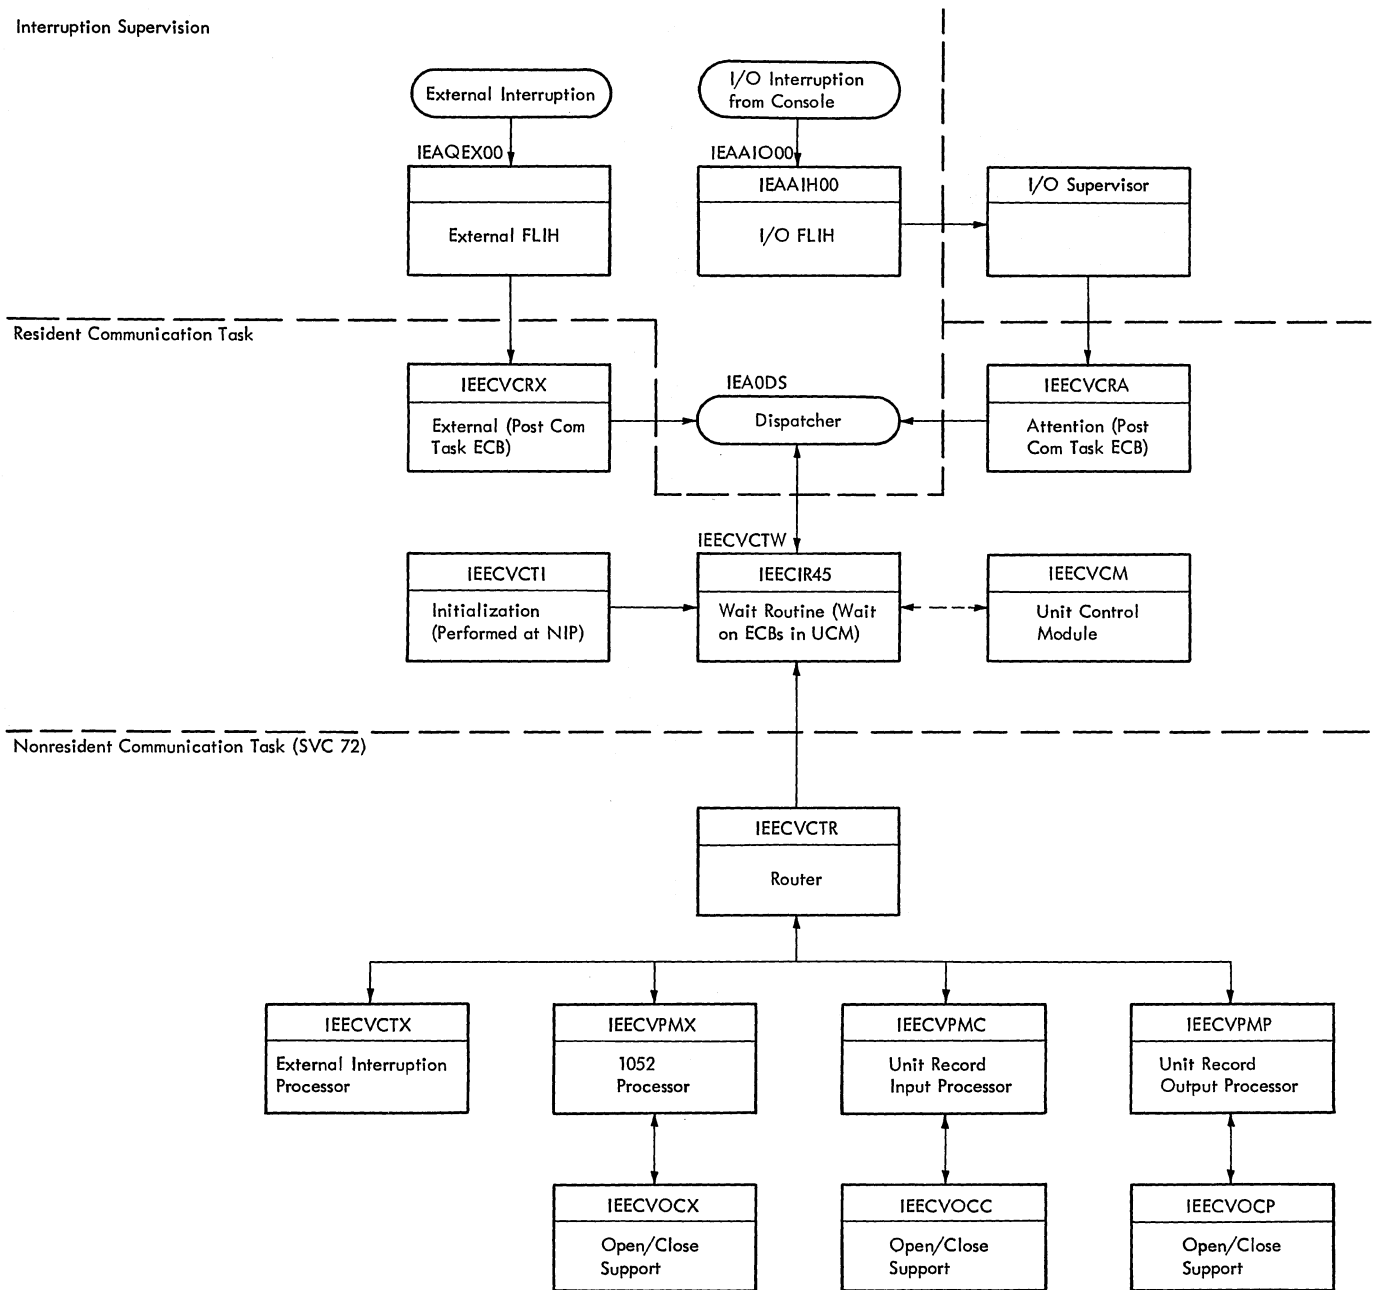 Interruption Supervision
External Interruption
I/O Interruption
from Console
IEAQEX00
IEAAIO00
IEAAIH00
I/O Supervisor
External FLIH
I/O FLIH
Resident Communication Task
IEECVCRX
External (Post Com
Task ECB)
IEA0DS
Dispatcher
IEECVCRA
Attention (Post
Com Task ECB)
IEECVCTW
IEECVCTI
Initialization
(Performed at NIP)
IEECIR45
Wait Routine (Wait
on ECBs in UCM)
IEECVCM
Unit Control
Module
Nonresident Communication Task (SVC 72)
IEECVCTR
Router
IEECVCTX
External Interruption
Processor
IEECVPMX
1052
Processor
IEECVPMC
Unit Record
Input Processor
IEECVPMP
Unit Record
Output Processor
IEECVOCX
Open/Close
Support
IEECVOCC
Open/Close
Support
IEECVOCP
Open/Close
Support